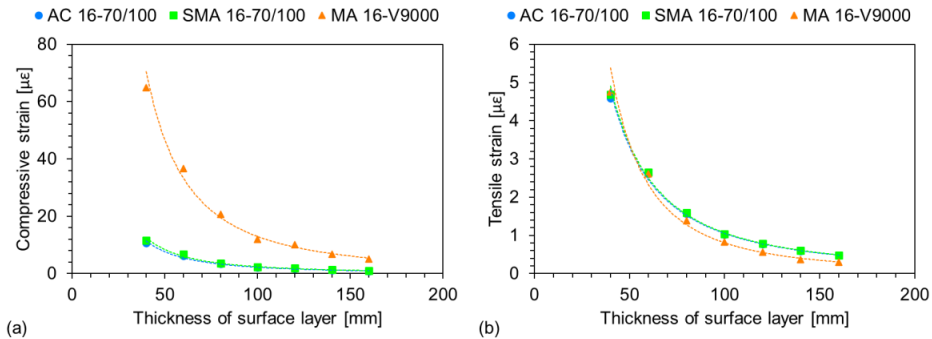 AC 16-70/100 SMA 16-70/100 MA 16-V9000
80
60
40
20
0
Compressive strain [με]
0 50 100 150 200
Thickness of surface layer [mm]
(a)
AC 16-70/100 SMA 16-70/100 MA 16-V9000
6
5
4
3
2
1
0
Tensile strain [με]
0 50 100 150 200
Thickness of surface layer [mm]
(b)